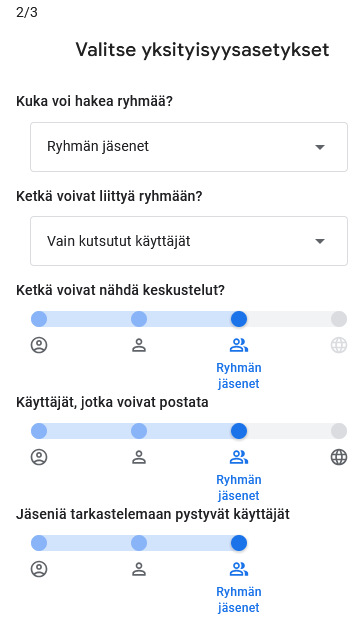 2/3
Valitse yksityisyysasetykset
Kuka voi hakea ryhmää?
Ryhmän jäsenet
Ketkä voivat liittyä ryhmään?
Vain kutsutut käyttäjät
Ketkä voivat nähdä keskustelut?
Ryhmän
jäsenet
Käyttäjät, jotka voivat postata
Ryhmän
jäsenet
Jäseniä tarkastelemaan pystyvät käyttäjät
Ryhmän
jäsenet